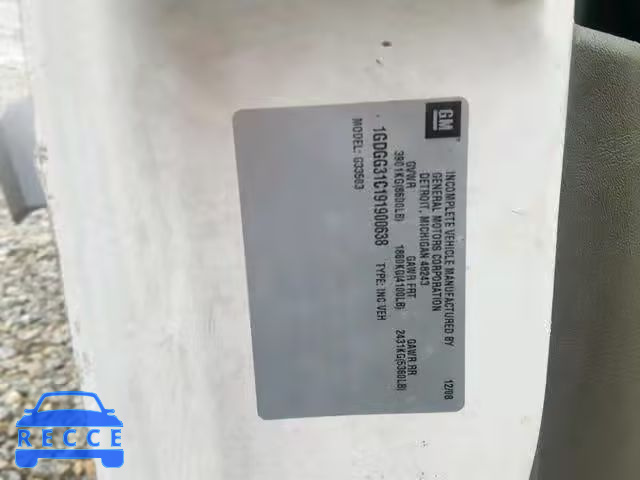 GM
INCOMPLETE VEHICLE MANUFACTURED BY
GENERAL MOTORS CORPORATION
DETROIT, MICHIGAN 48243
12/08
GVWR GAWR FRT GAWR RR
3901KG(8600LB) 1860KG(4100LB) 2431KG(5360LB)
1GDGG31C191900638 TYPE: INC VEH
MODEL: G33503
RECCE